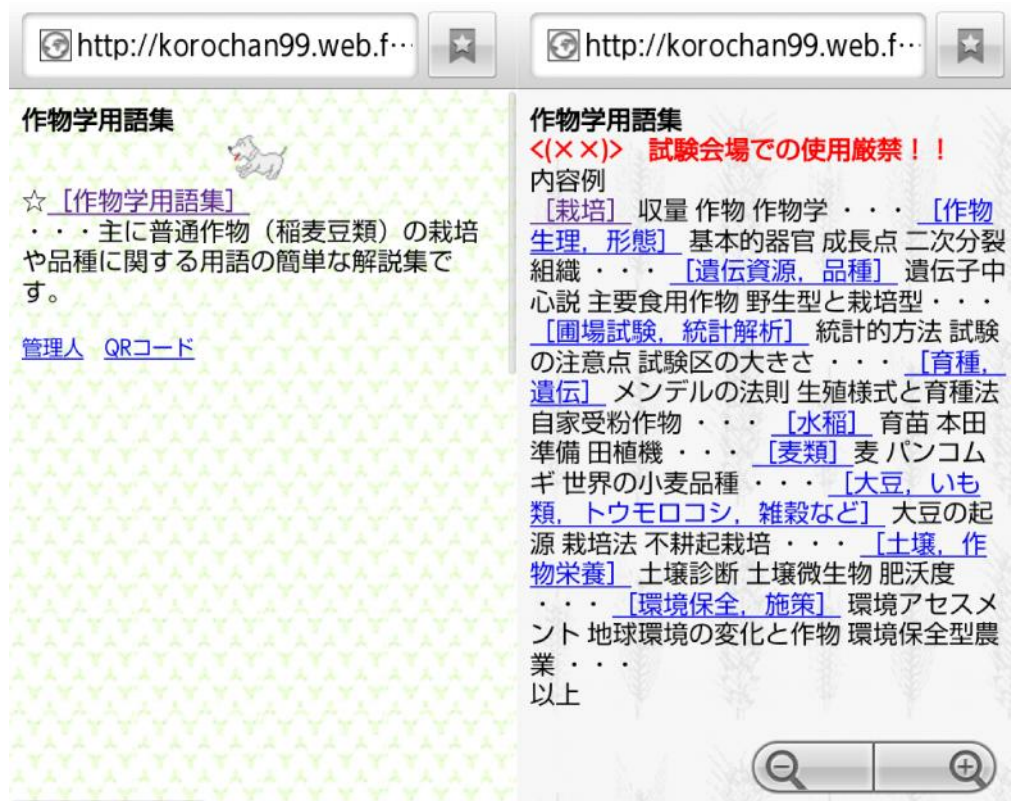 http://korochan99.web.f…
作物学用語集
☆ [作物学用語集]
・・・主に普通作物（稲麦豆類）の栽培
や品種に関する用語の簡単な解説集で
す。
管理人 QRコード
http://korochan99.web.f…
作物学用語集
<(××)> 試験会場での使用厳禁！！
内容例
[栽培] 収量 作物 作物学 ・・・ [作物
生理，形態] 基本的器官 成長点 二次分裂
組織 ・・・ [遺伝資源，品種] 遺伝子中
心説 主要食用作物 野生型と栽培型・・・
[圃場試験，統計解析] 統計的方法 試験
の注意点 試験区の大きさ ・・・ [育種，
遺伝] メンデルの法則 生殖様式と育種法
自家受粉作物 ・・・ [水稲] 育苗 本田
準備 田植機 ・・・ [麦類] 麦 パンコム
ギ 世界の小麦品種 ・・・ [大豆，いも
類，トウモロコシ，雑穀など] 大豆の起
源 栽培法 不耕起栽培 ・・・ [土壌，作
物栄養] 土壌診断 土壌微生物 肥沃度
・・・ [環境保全，施策] 環境アセスメ
ント 地球環境の変化と作物 環境保全型農
業 ・・・
以上